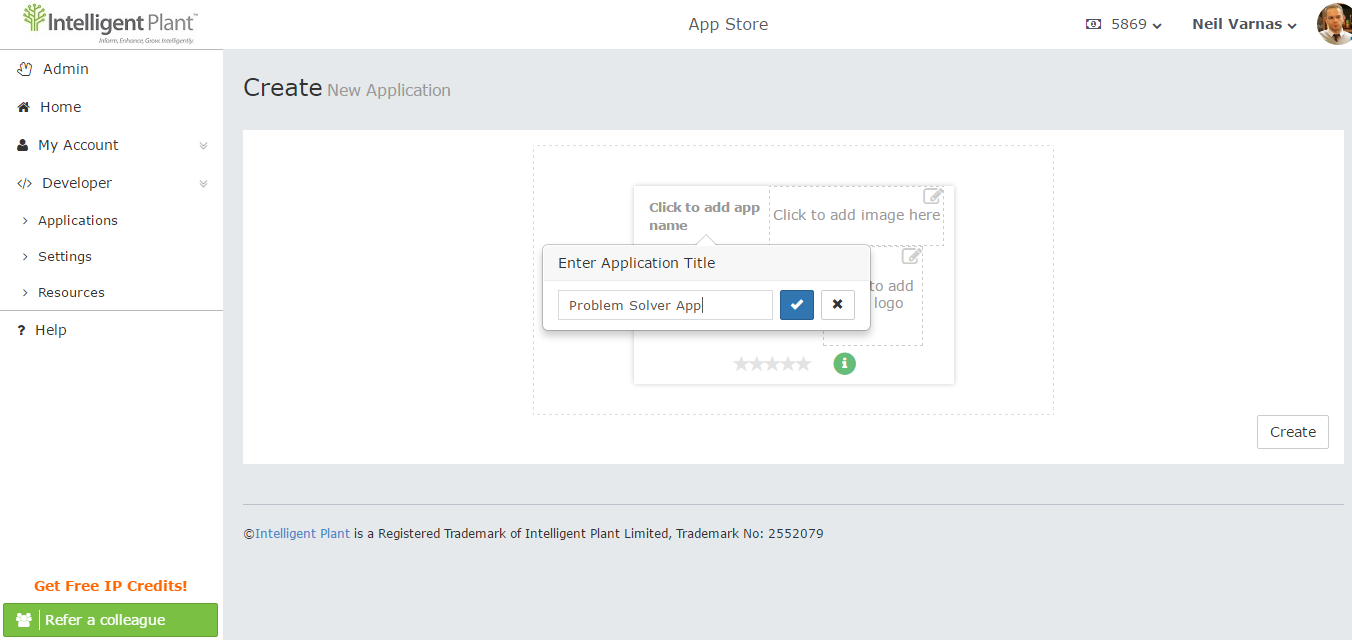 Intelligent Plant™
Inform, Enhance, Grow. Intelligently.
App Store
5869
Neil Varnas
Admin
Home
My Account
Developer
Applications
Settings
Resources
? Help
Get Free IP Credits!
Refer a colleague
Create New Application
Click to add app
name
Click to add image here
Enter Application Title
Problem Solver App
to add
logo
i
Create
©Intelligent Plant is a Registered Trademark of Intelligent Plant Limited, Trademark No: 2552079